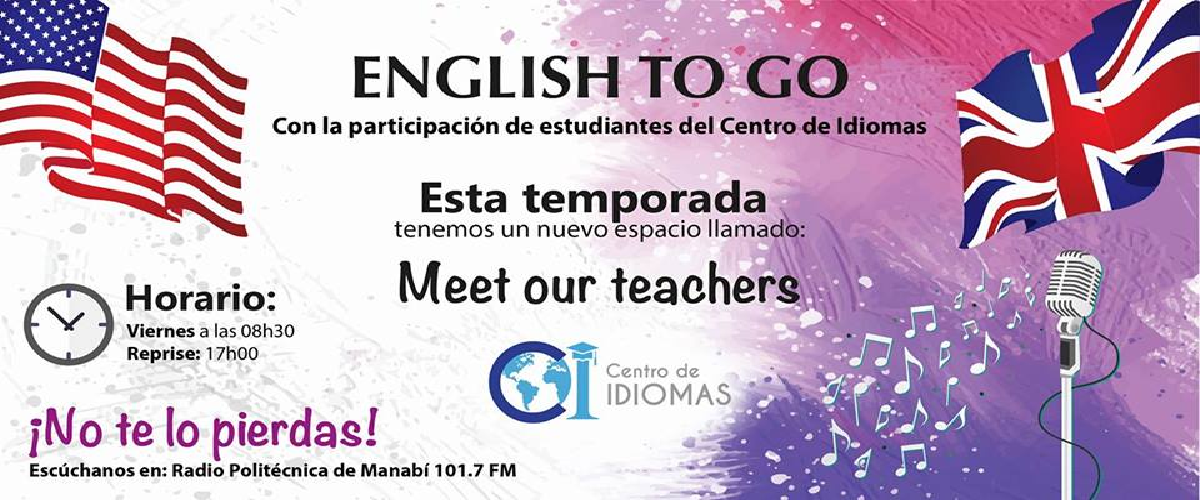 ENGLISH TO GO
Con la participación de estudiantes del Centro de Idiomas
Esta temporada
tenemos un nuevo espacio llamado:
Meet our teachers
Horario:
Viernes a las 08h30
Reprise: 17h00
CI Centro de
IDIOMAS
¡No te lo pierdas!
Escúchanos en: Radio Politécnica de Manabí 101.7 FM